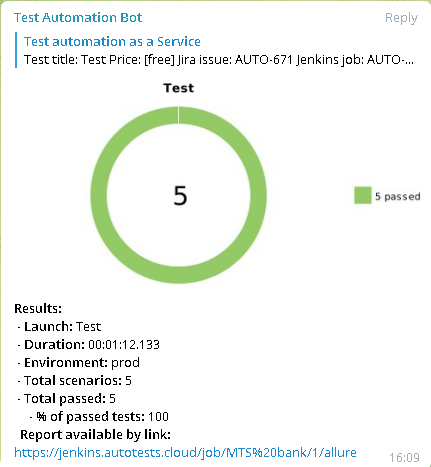 Test Automation Bot
Reply
Test automation as a Service
Test title: Test Price: [free] Jira issue: AUTO-671 Jenkins job: AUTO-...
Test
5
5 passed
Results:
- Launch: Test
- Duration: 00:01:12.133
- Environment: prod
- Total scenarios: 5
- Total passed: 5
- % of passed tests: 100
Report available by link:
https://jenkins.autotests.cloud/job/MTS%20bank/1/allure
16:09